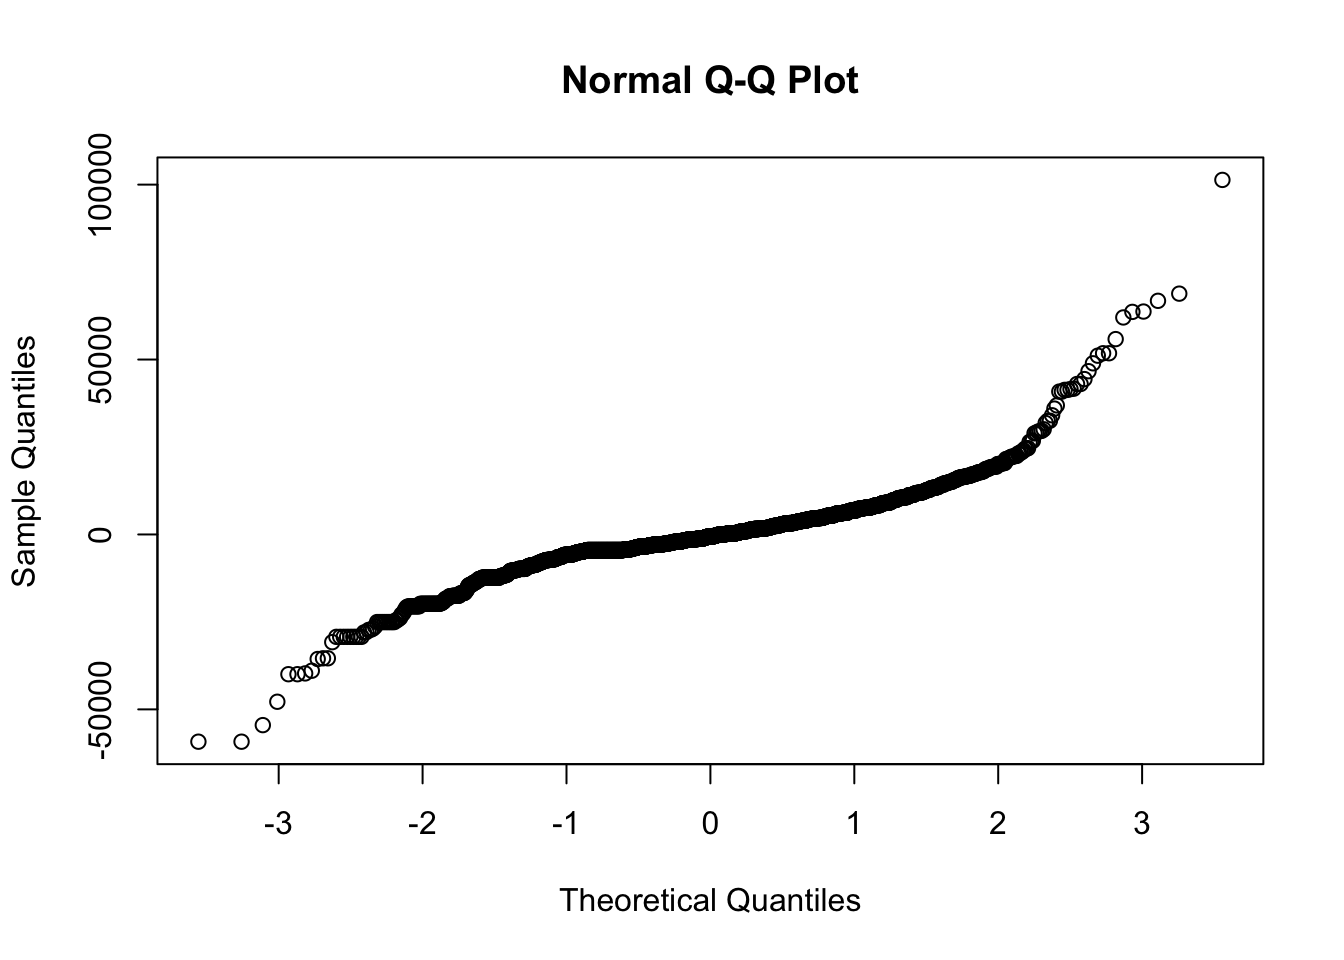 Normal Q-Q Plot
Sample Quantiles
100000
50000
0
-50000
-3 -2 -1 0 1 2 3
Theoretical Quantiles